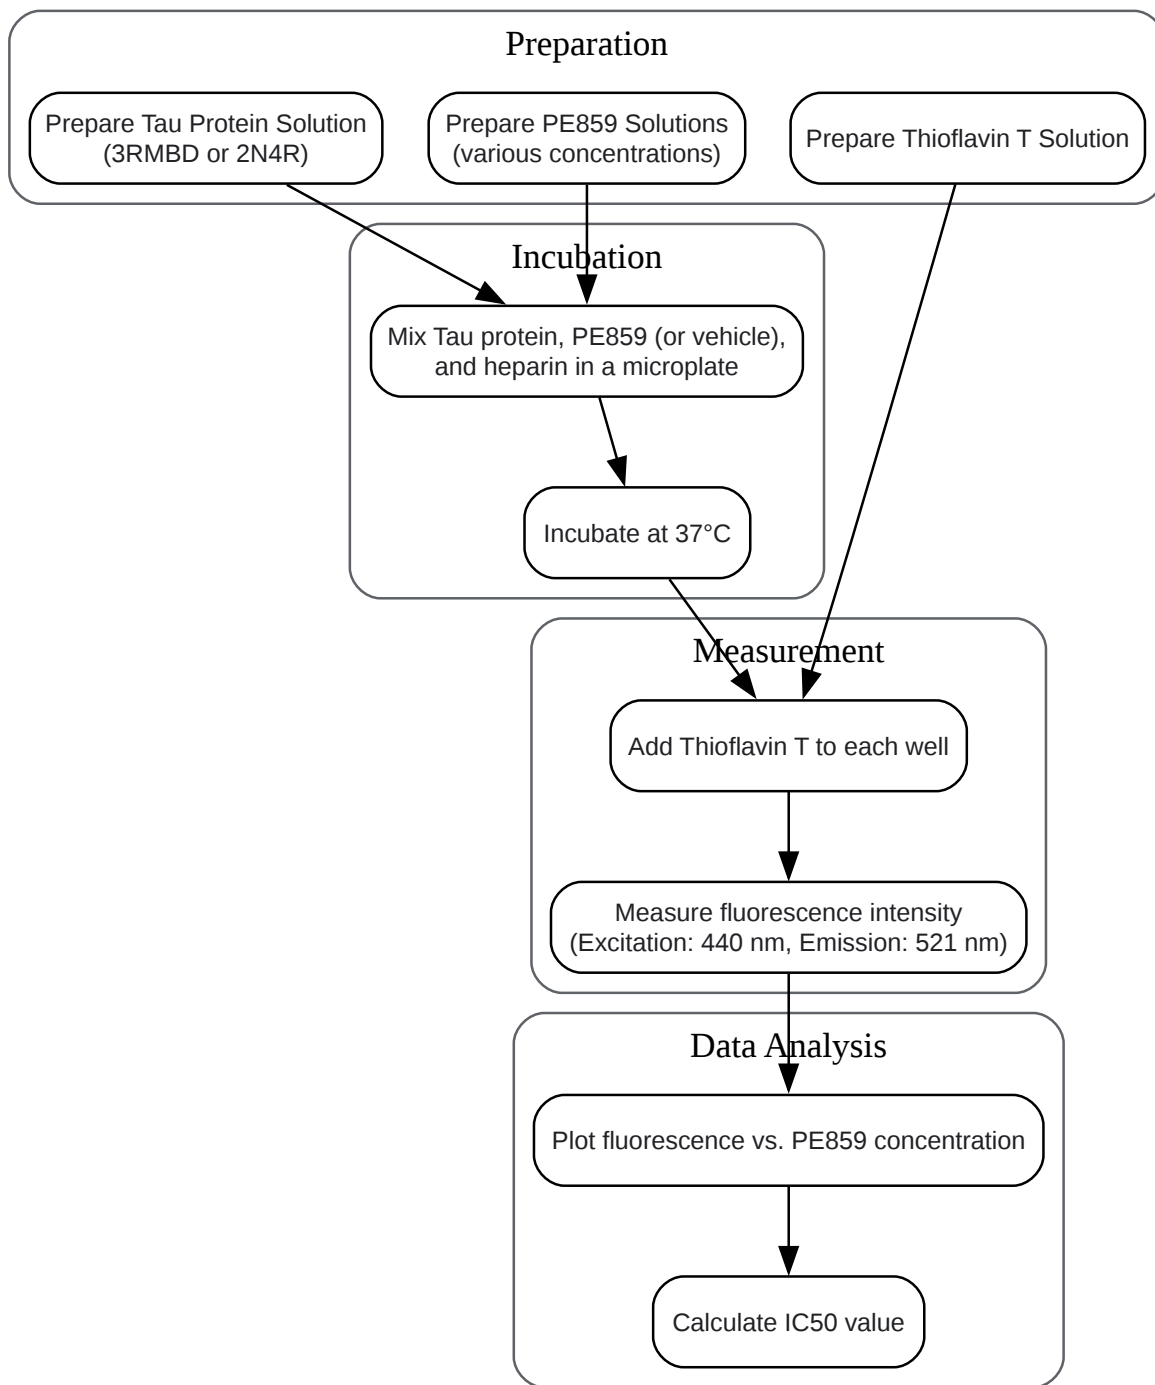 Preparation
Prepare Tau Protein Solution
(3RMBD or 2N4R)
Prepare PE859 Solutions
(various concentrations)
Prepare Thioflavin T Solution
Incubation
Mix Tau protein, PE859 (or vehicle),
and heparin in a microplate
Incubate at 37°C
Measurement
Add Thioflavin T to each well
Measure fluorescence intensity
(Excitation: 440 nm, Emission: 521 nm)
Data Analysis
Plot fluorescence vs. PE859 concentration
Calculate IC50 value